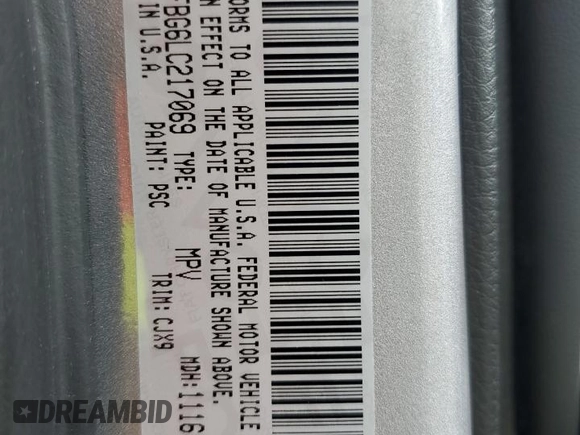 ORMS TO ALL APPLICABLE U.S.A. FEDERAL MOTOR VEHICLE
N EFFECT ON THE DATE OF MANUFACTURE SHOWN ABOVE.
FBG6LC217069 TYPE: MPV MDH:1116
IN U.S.A. PAINT: PSC TRIM: CJX9
DREAMBID